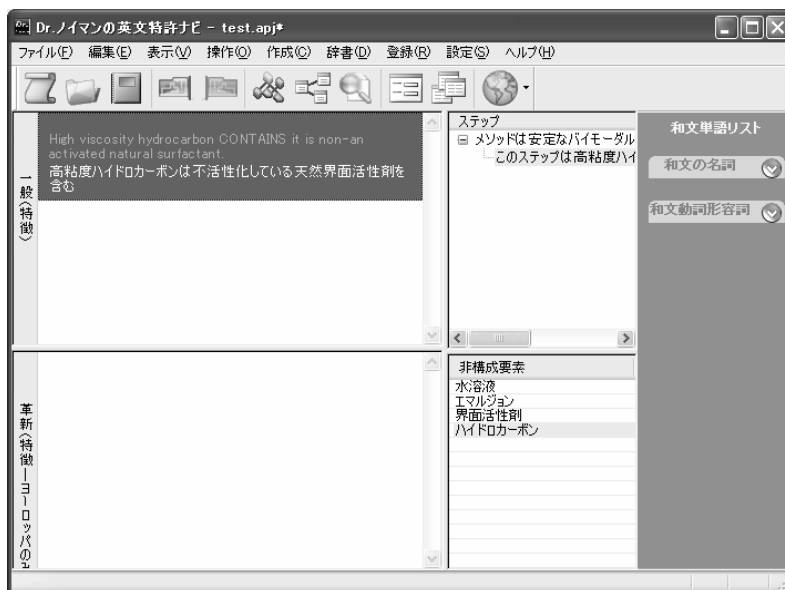 Dr.ノイマンの英文特許ナビ - test.apj*
ファイル(F) 編集(E) 表示(V) 操作(O) 作成(C) 辞書(D) 登録(R) 設定(S) ヘルプ(H)
一般(特徴)
High viscosity hydrocarbon CONTAINS it is non-an
activated natural surfactant.
高粘度ハイドロカーボンは不活性化している天然界面活性剤を
含む
ステップ
メソッドは安定なバイモーダル
このステップは高粘度ハイ
和文単語リスト
和文の名詞
和文動詞形容詞
革新(特徴―ヨーロッパのみ
非構成要素
水溶液
エマルジョン
界面活性剤
ハイドロカーボン